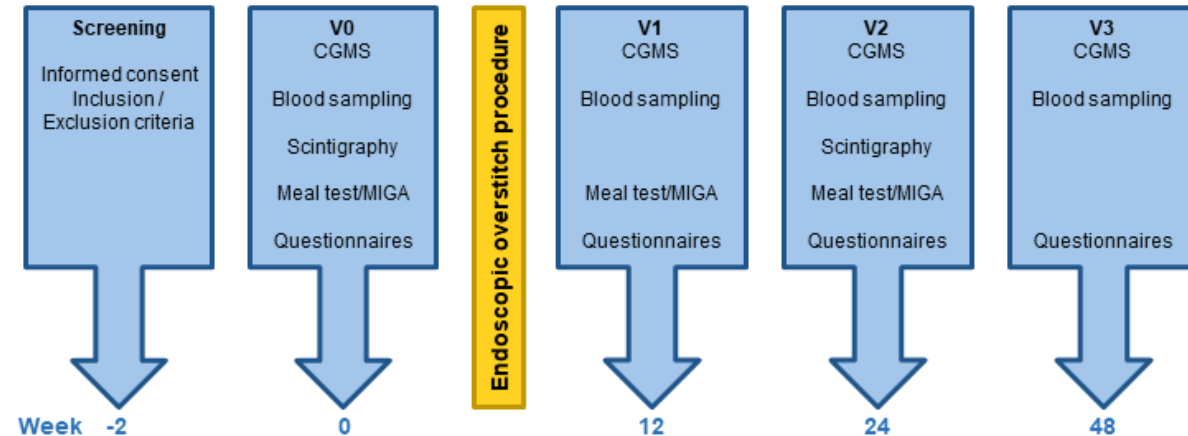 Screening
Informed consent
Inclusion /
Exclusion criteria
V0
CGMS
Blood sampling
Scintigraphy
Meal test/MIGA
Questionnaires
Endoscopic overstitch procedure
V1
CGMS
Blood sampling
Meal test/MIGA
Questionnaires
V2
CGMS
Blood sampling
Scintigraphy
Meal test/MIGA
Questionnaires
V3
CGMS
Blood sampling
Questionnaires
Week -2 0 12 24 48